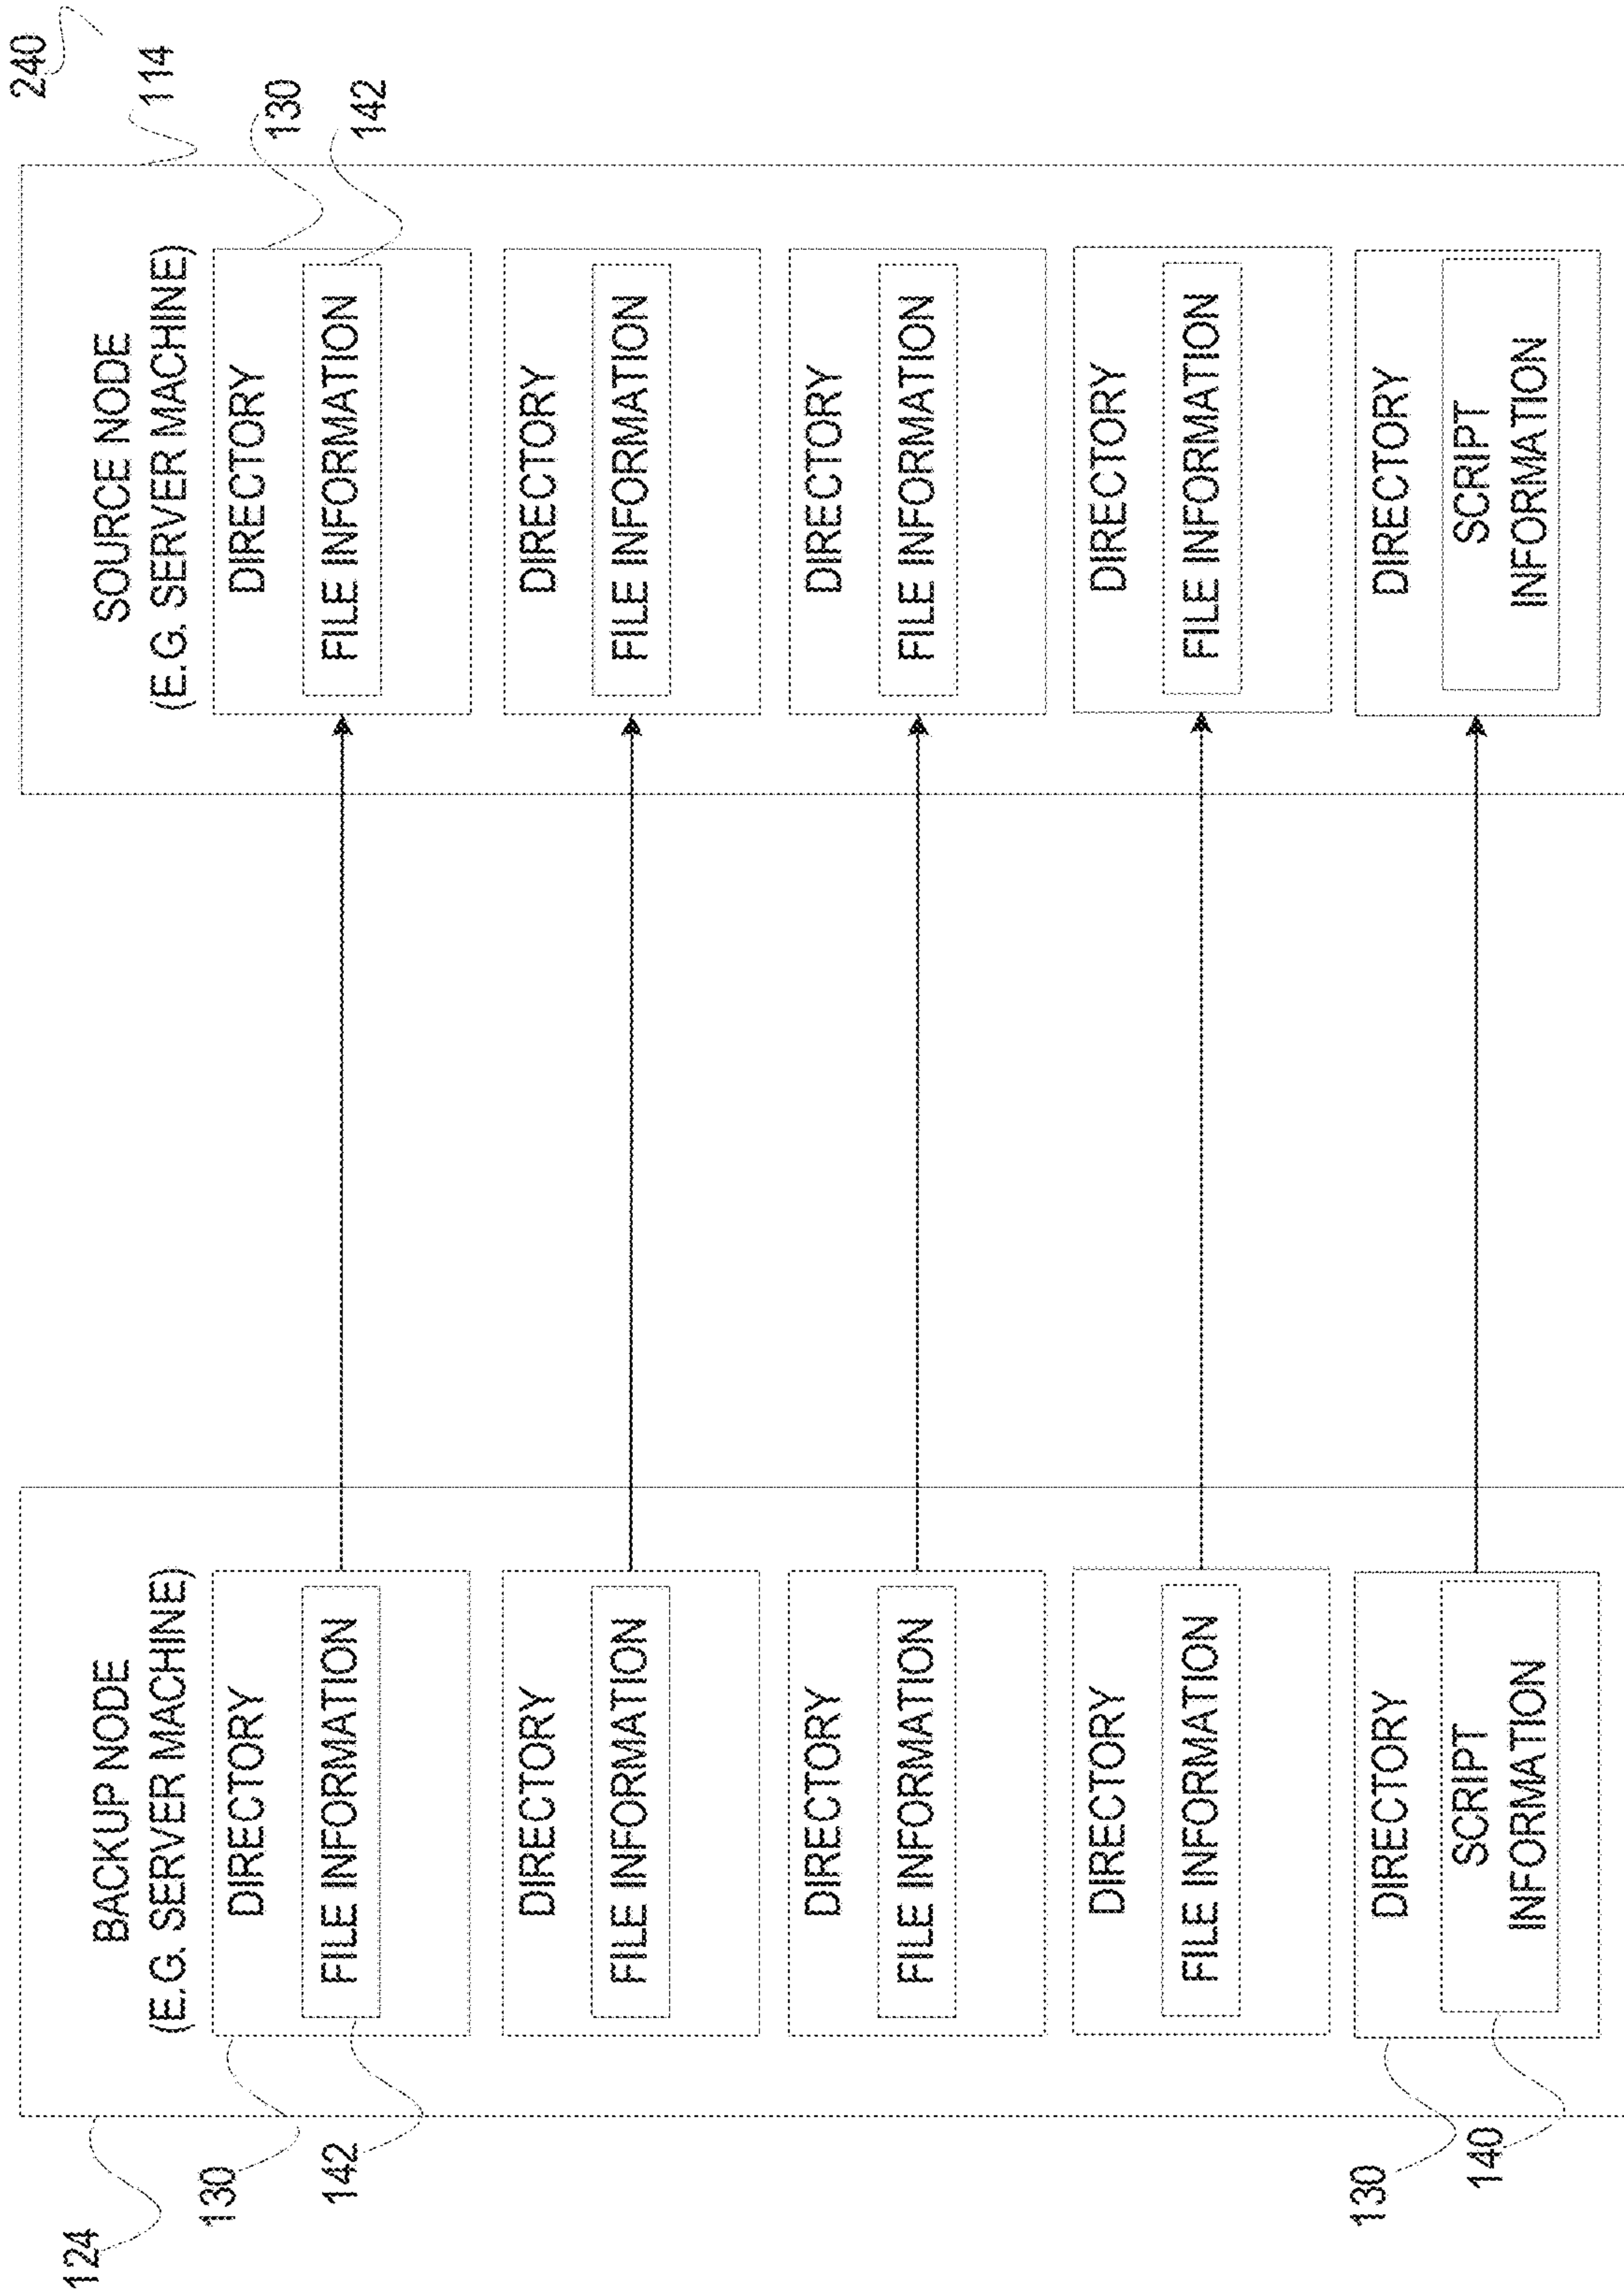 240
114
BACKUP NODE
(E.G. SERVER MACHINE)
DIRECTORY
FILE INFORMATION
DIRECTORY
FILE INFORMATION
DIRECTORY
FILE INFORMATION
DIRECTORY
FILE INFORMATION
DIRECTORY
SCRIPT
INFORMATION
124
130
142
130
140
SOURCE NODE
(E.G. SERVER MACHINE)
DIRECTORY
FILE INFORMATION
DIRECTORY
FILE INFORMATION
DIRECTORY
FILE INFORMATION
DIRECTORY
FILE INFORMATION
DIRECTORY
SCRIPT
INFORMATION
130
142